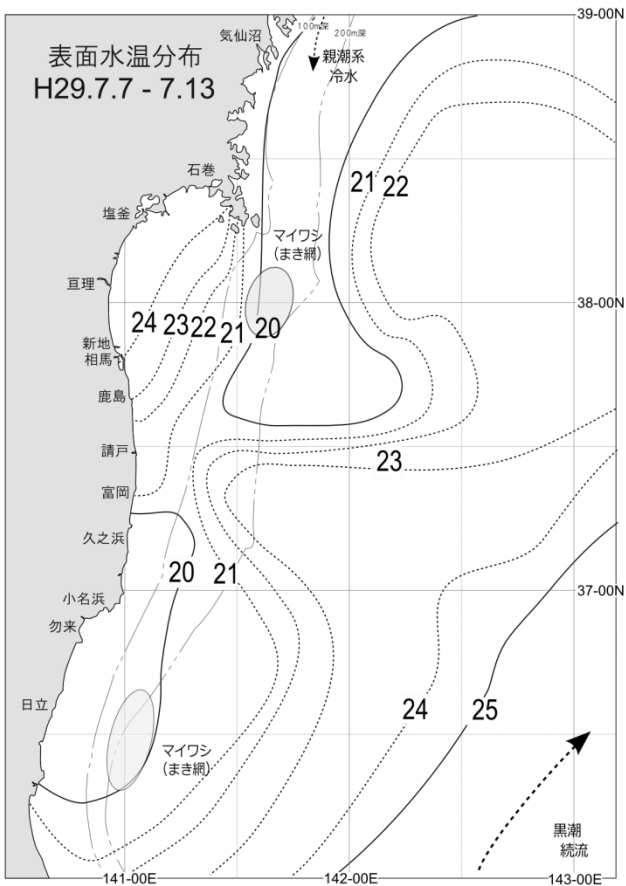 39-00N
気仙沼
100m深
200m深
表面水温分布
H29.7.7 - 7.13
親潮系
冷水
石巻
21
22
塩釜
マイワシ
(まき網)
亘理
38-00N
24
23
22
21
20
新地
相馬
鹿島
請戸
23
富岡
久之浜
20
21
小名浜
37-00N
勿来
日立
24
25
マイワシ
(まき網)
黒潮
続流
141-00E
142-00E
143-00E